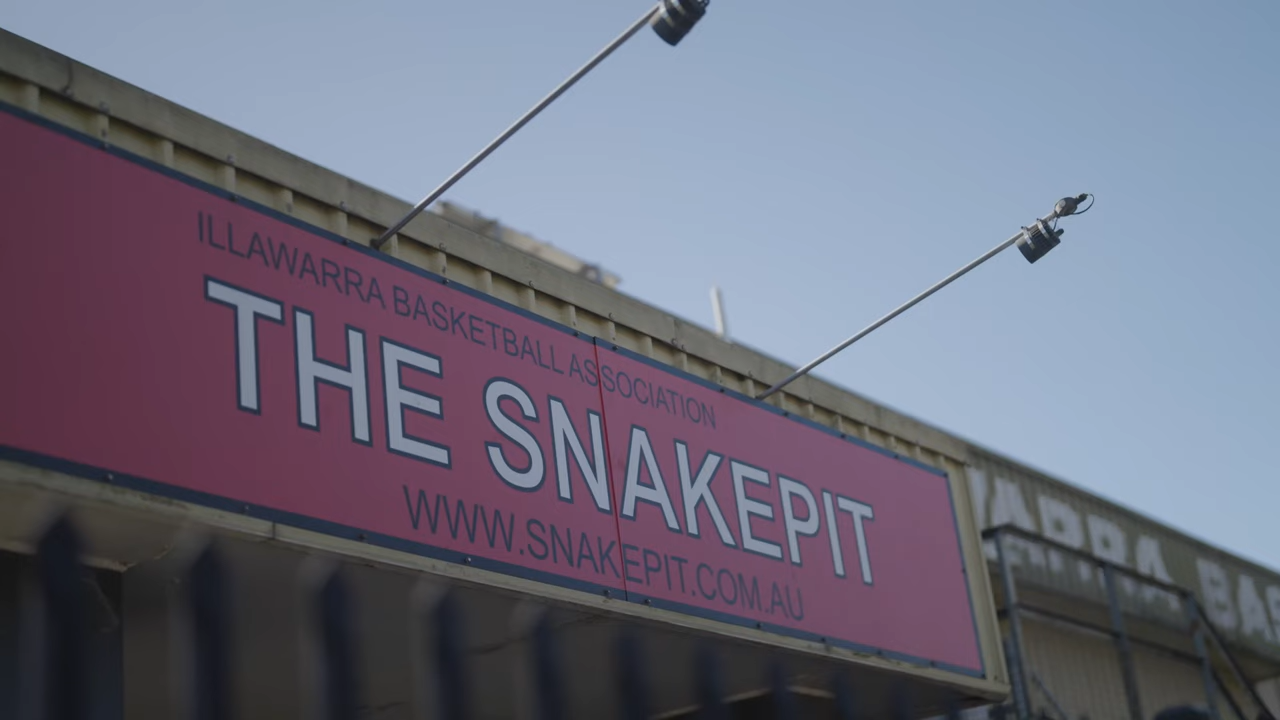 ILLAWARRA BASKETBALL ASSOCIATION
THE SNAKEPIT
WWW.SNAKEPIT.COM.AU